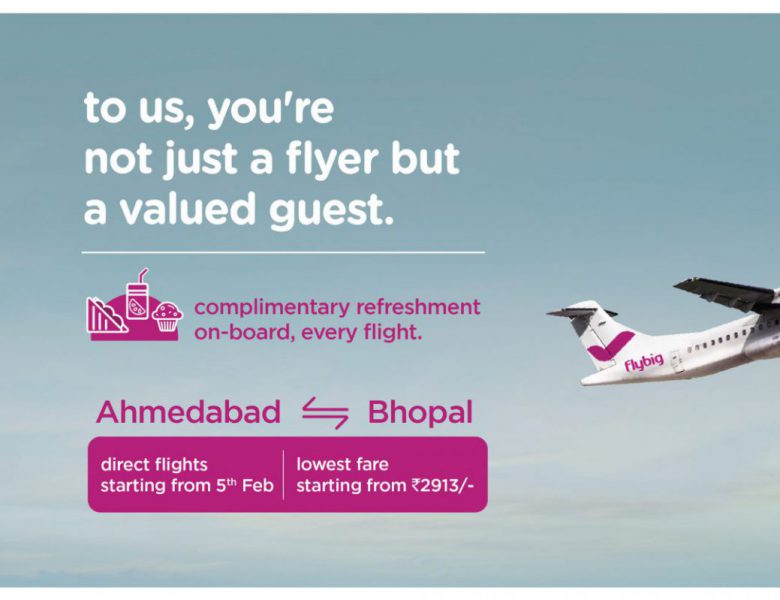 to us, you're
not just a flyer but
a valued guest.
complimentary refreshment
on-board, every flight.
Ahmedabad ⇋ Bhopal
direct flights
starting from 5th Feb
lowest fare
starting from ₹2913/-
flybig